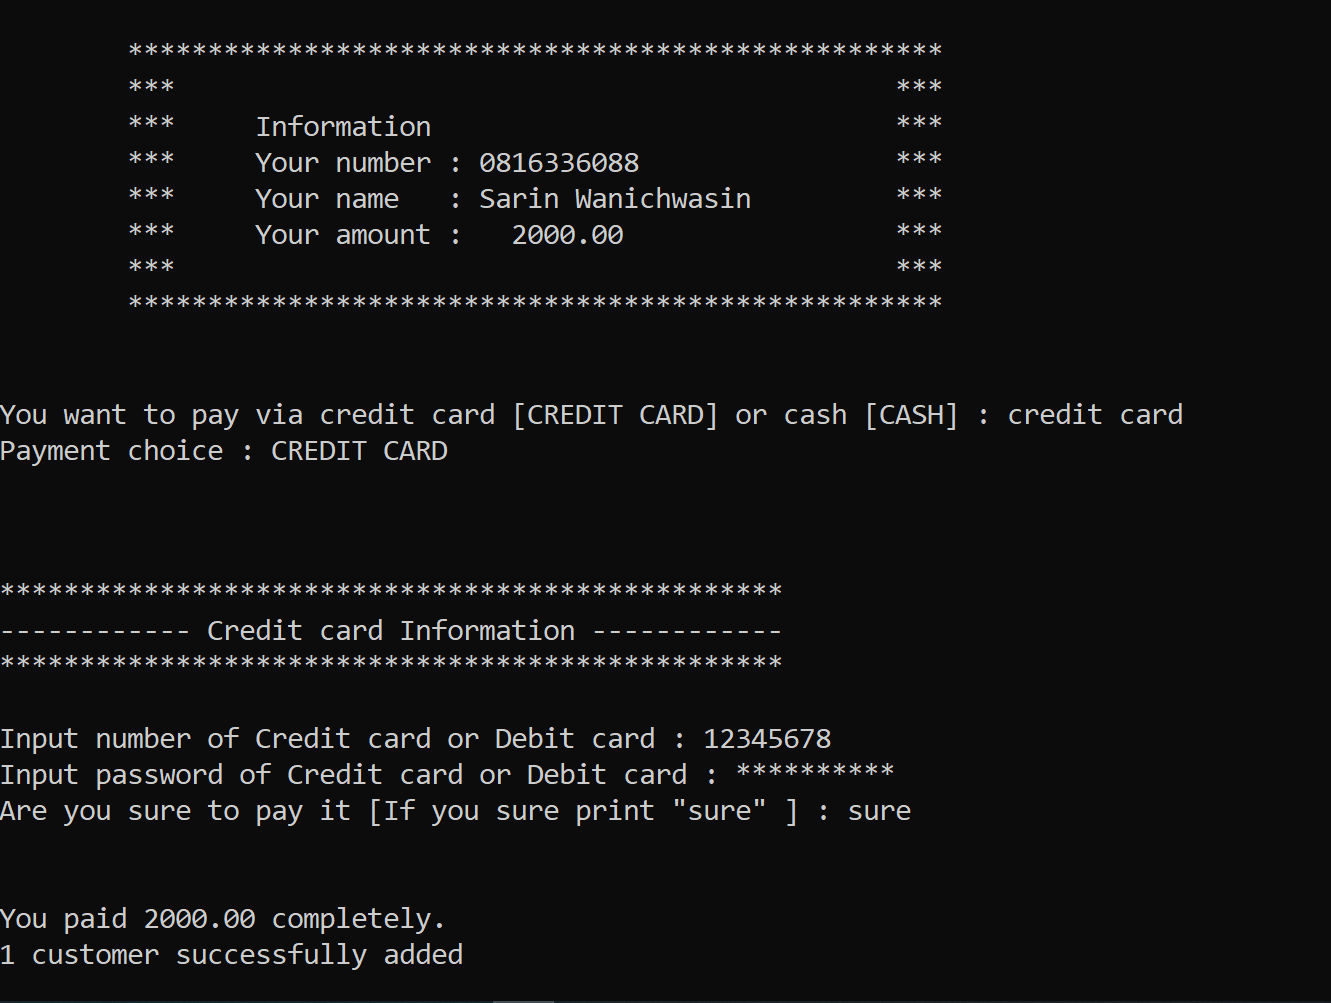 ***************************************************
*** ***
*** Information ***
*** Your number : 0816336088 ***
*** Your name : Sarin Wanichwasin ***
*** Your amount : 2000.00 ***
*** ***
***************************************************
You want to pay via credit card [CREDIT CARD] or cash [CASH] : credit card
Payment choice : CREDIT CARD
*************************************************
------------ Credit card Information ------------
*************************************************
Input number of Credit card or Debit card : 12345678
Input password of Credit card or Debit card : **********
Are you sure to pay it [If you sure print "sure" ] : sure
You paid 2000.00 completely.
1 customer successfully added